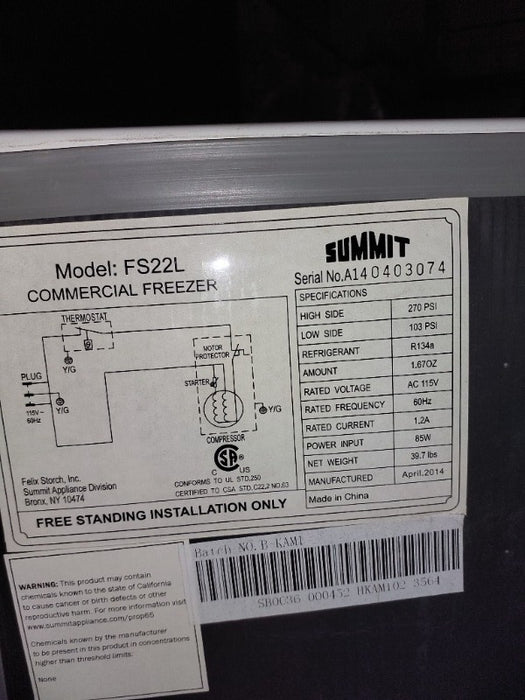 SUMMIT
Model: FS22L
COMMERCIAL FREEZER
Serial No.A140403074
SPECIFICATIONS
HIGH SIDE 270 PSI
LOW SIDE 103 PSI
REFRIGERANT R134a
AMOUNT 1.67OZ
RATED VOLTAGE AC 115V
RATED FREQUENCY 60Hz
RATED CURRENT 1.2A
POWER INPUT 85W
NET WEIGHT 39.7 lbs
MANUFACTURED April.2014
Made in China
THERMOSTAT
Y/G
PLUG
115V~
60Hz
Y/G
MOTOR
PROTECTOR
STARTER
Y/G
COMPRESSOR
SA
C US
CONFORMS TO UL STD.250
CERTIFIED TO CSA STD.C22.2 NO.63
Felix Storch, Inc.
Summit Appliance Division
Bronx, NY 10474
FREE STANDING INSTALLATION ONLY
Batch NO. B-KAM1
SB0C36 000432 HKAM102 3564
WARNING: This product may contain
chemicals known to the state of California
to cause cancer or birth defects or other
reproductive harm. For more information visit
www.summitappliance.com/prop65
Chemicals known by the manufacturer
to be present in this product in concentrations
higher than threshold limits:
None